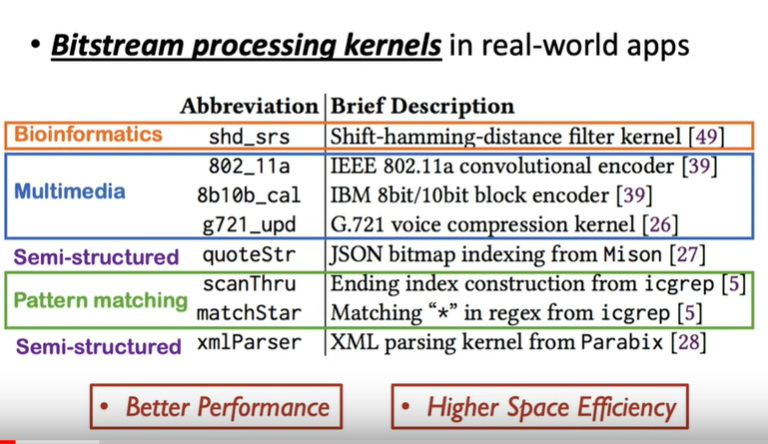 • Bitstream processing kernels in real-world apps
Abbreviation Brief Description
Bioinformatics shd_srs Shift-hamming-distance filter kernel [49]
802_11a IEEE 802.11a convolutional encoder [39]
Multimedia 8b10b_cal IBM 8bit/10bit block encoder [39]
g721_upd G.721 voice compression kernel [26]
Semi-structured quoteStr JSON bitmap indexing from Mison [27]
scanThru Ending index construction from icgrep [5]
Pattern matching matchStar Matching “*” in regex from icgrep [5]
Semi-structured xmlParser XML parsing kernel from Parabix [28]
• Better Performance • Higher Space Efficiency